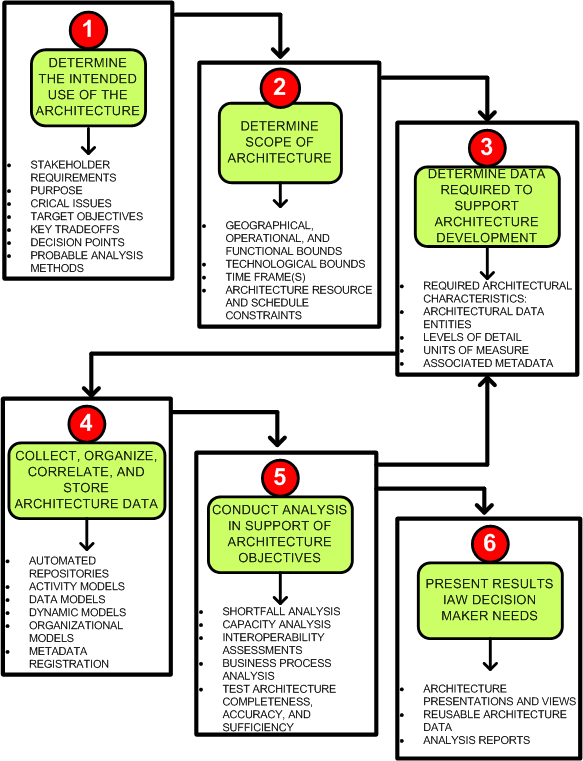 1
DETERMINE
THE INTENDED
USE OF THE
ARCHITECTURE
• STAKEHOLDER
REQUIREMENTS
• PURPOSE
• CRICAL ISSUES
• TARGET OBJECTIVES
• KEY TRADEOFFS
• DECISION POINTS
• PROBABLE ANALYSIS
METHODS
2
DETERMINE
SCOPE OF
ARCHITECTURE
• GEOGRAPHICAL,
OPERATIONAL, AND
FUNCTIONAL BOUNDS
• TECHNOLOGICAL BOUNDS
• TIME FRAME(S)
• ARCHITECTURE RESOURCE
AND SCHEDULE
CONSTRAINTS
3
DETERMINE DATA
REQUIRED TO
SUPPORT
ARCHITECTURE
DEVELOPMENT
• REQUIRED ARCHITECTURAL
CHARACTERISTICS:
• ARCHITECTURAL DATA
ENTITIES
• LEVELS OF DETAIL
• UNITS OF MEASURE
• ASSOCIATED METADATA
4
COLLECT, ORGANIZE,
CORRELATE, AND
STORE
ARCHITECTURE DATA
• AUTOMATED
REPOSITORIES
• ACTIVITY MODELS
• DATA MODELS
• DYNAMIC MODELS
• ORGANIZATIONAL
MODELS
• METADATA
REGISTRATION
5
CONDUCT ANALYSIS
IN SUPPORT OF
ARCHITECTURE
OBJECTIVES
• SHORTFALL ANALYSIS
• CAPACITY ANALYSIS
• INTEROPERABILITY
ASSESSMENTS
• BUSINESS PROCESS
ANALYSIS
• TEST ARCHITECTURE
COMPLETENESS,
ACCURACY, AND
SUFFICIENCY
6
PRESENT RESULTS
IAW DECISION
MAKER NEEDS
• ARCHITECTURE
PRESENTATIONS AND VIEWS
• REUSABLE ARCHITECTURE
DATA
• ANALYSIS REPORTS